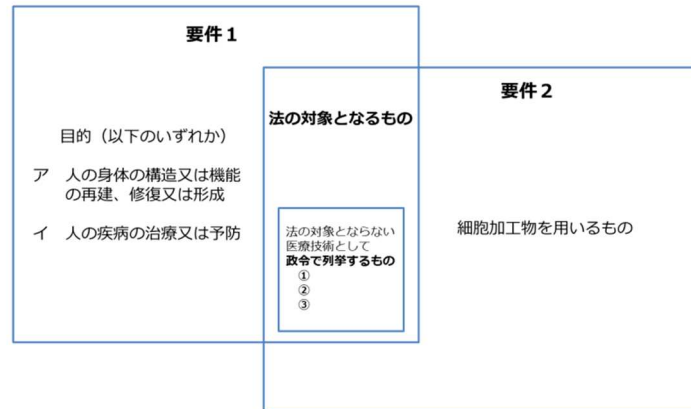 要件１
目的（以下のいずれか）
ア　人の身体の構造又は機能
の再建、修復又は形成
イ　人の疾病の治療又は予防
法の対象となるもの
法の対象とならない
医療技術として
政令で列挙するもの
①
②
③
要件２
細胞加工物を用いるもの